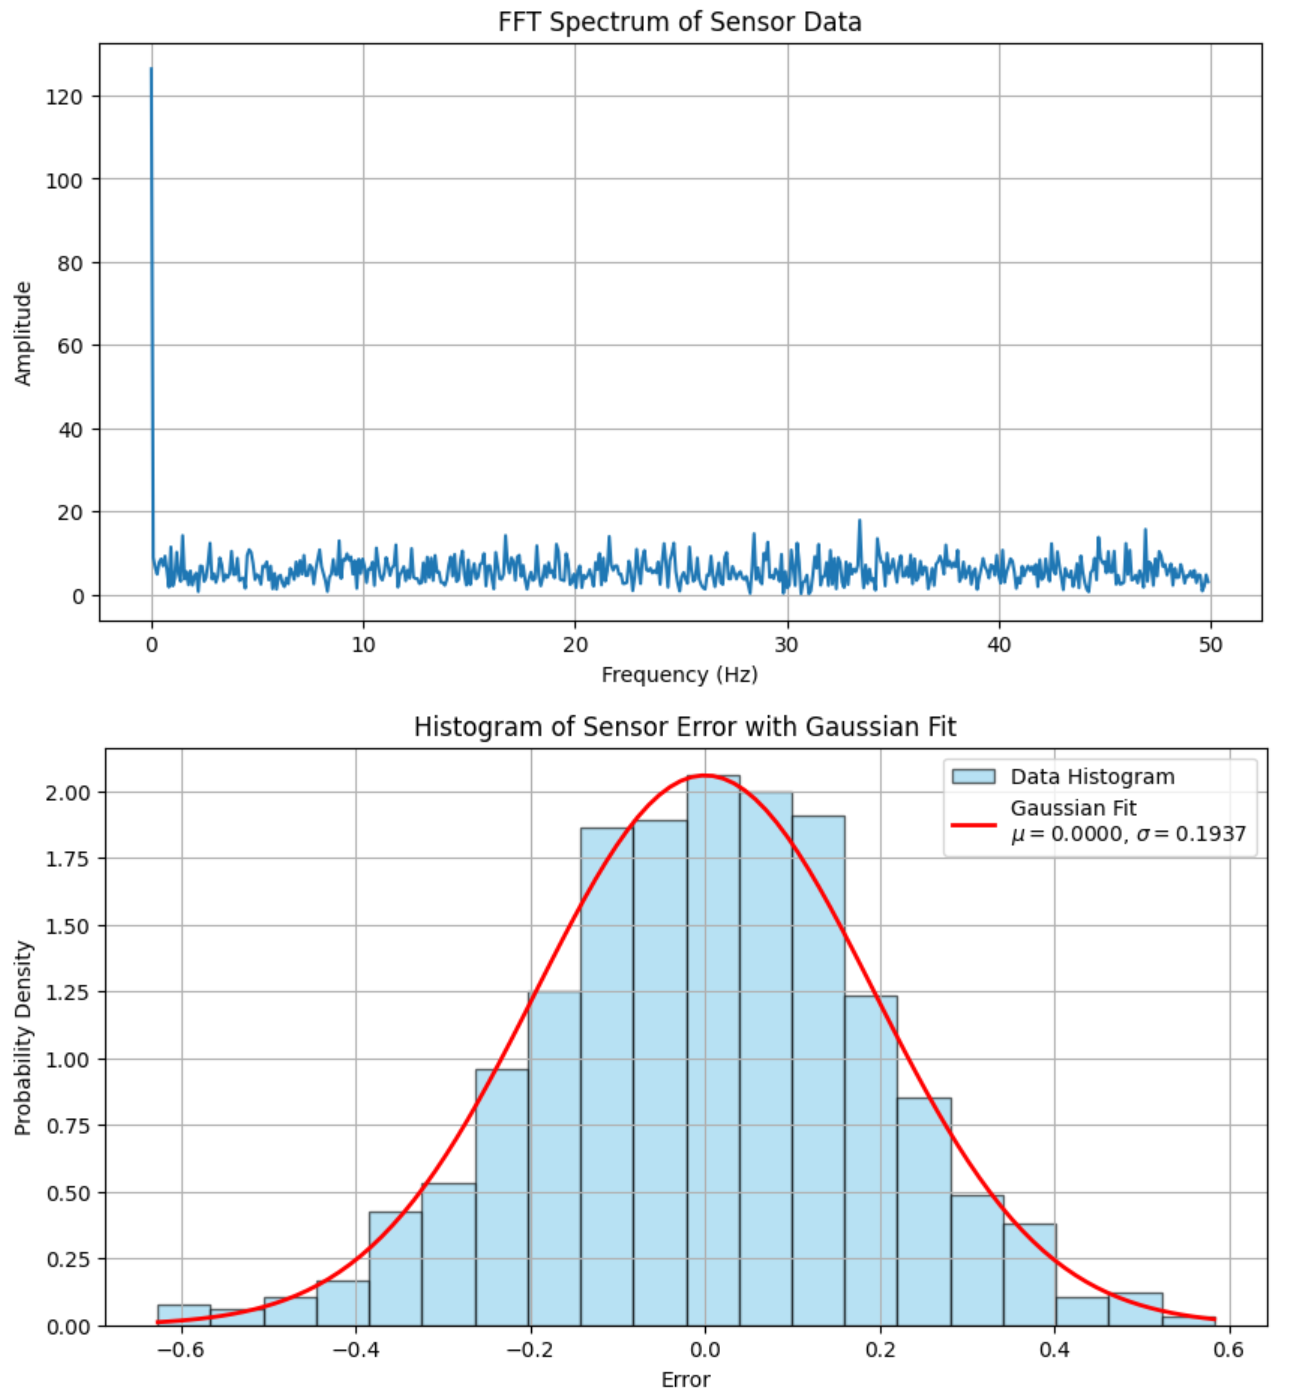 FFT Spectrum of Sensor Data
120
100
80
60
40
20
0
Amplitude
0 10 20 30 40 50
Frequency (Hz)
Histogram of Sensor Error with Gaussian Fit
Data Histogram
Gaussian Fit
μ = 0.0000, σ = 0.1937
2.00
1.75
1.50
1.25
1.00
0.75
0.50
0.25
0.00
Probability Density
−0.6 −0.4 −0.2 0.0 0.2 0.4 0.6
Error